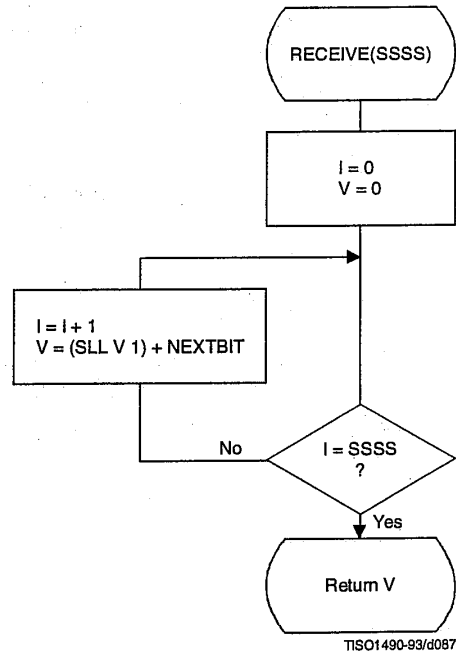 RECEIVE(SSSS)
I = 0
V = 0
I = I + 1
V = (SLL V 1) + NEXTBIT
No
I = SSSS
?
Yes
Return V
TISO1490-93/d087